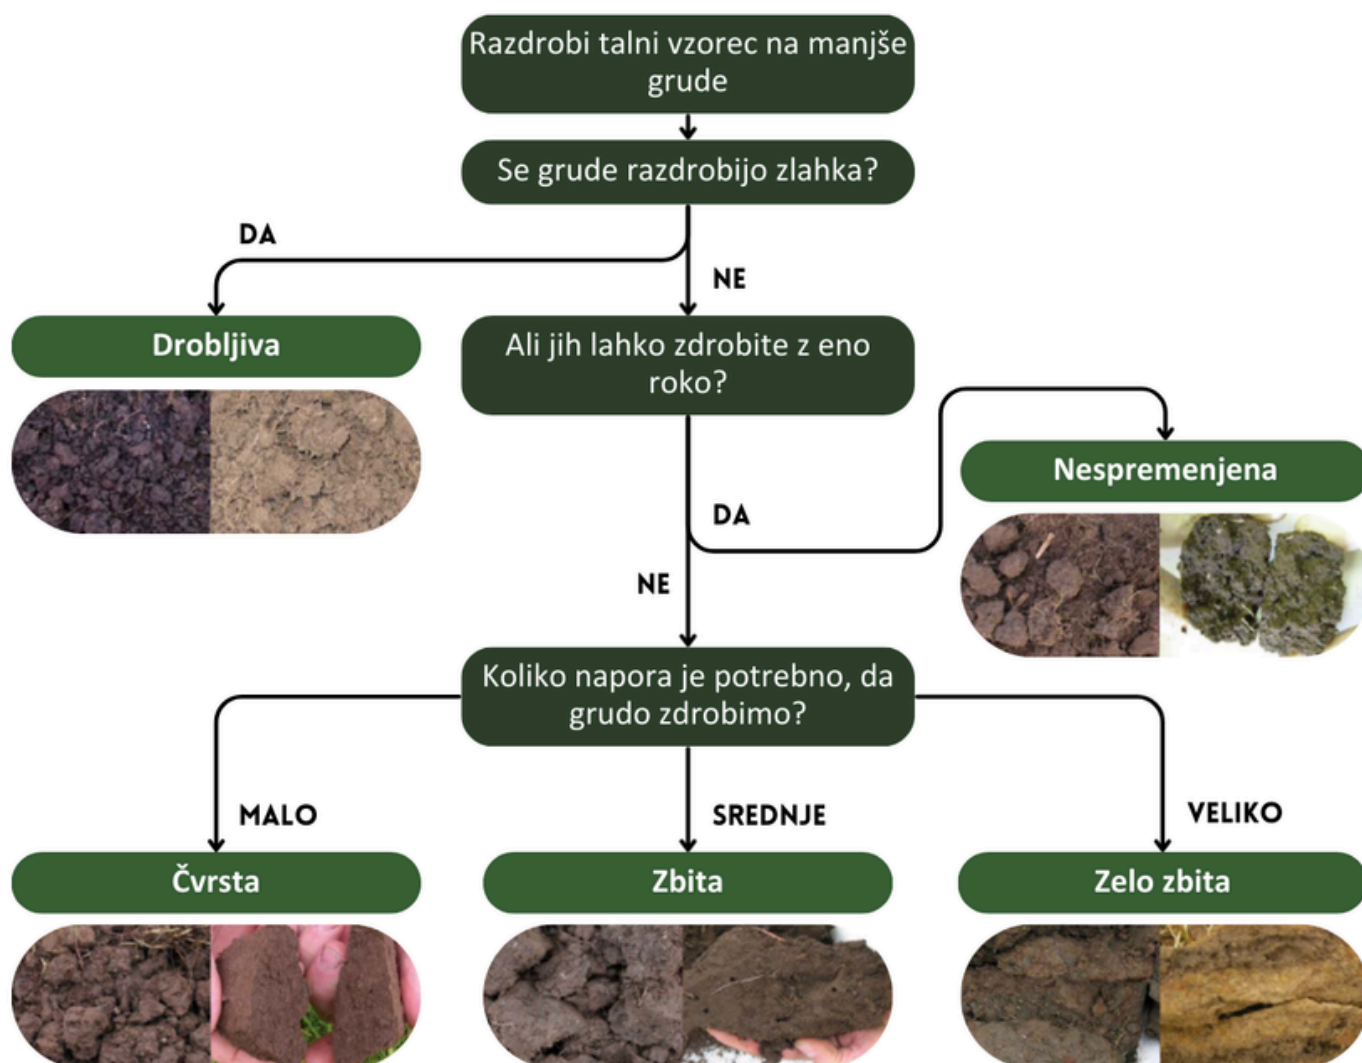 Razdrobi talni vzorec na manjše
grude
Se grude razdrobijo zlahka?
DA
NE
Drobljiva
Ali jih lahko zdrobite z eno
roko?
Nespremenjena
DA
NE
Koliko napora je potrebno, da
grudo zdrobimo?
MALO
SREDNJE
VELIKO
Čvrsta
Zbita
Zelo zbita